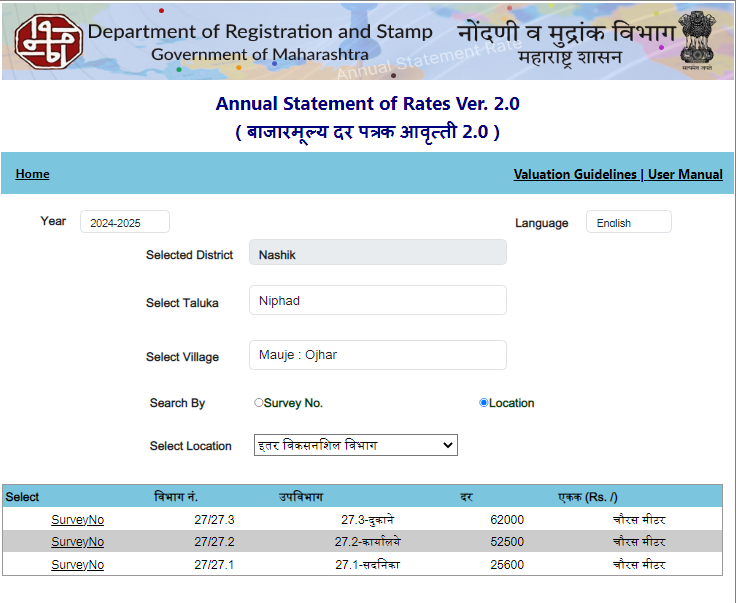 Department of Registration and Stamp
Government of Maharashtra
नोंदणी व मुद्रांक विभाग
महाराष्ट्र शासन
Annual Statement Rate
सत्यमेव जयते
Annual Statement of Rates Ver. 2.0
( बाजारमूल्य दर पत्रक आवृत्ती 2.0 )
Home Valuation Guidelines | User Manual
Year 2024-2025 Language English
Selected District Nashik
Select Taluka Niphad
Select Village Mauje : Ojhar
Search By Survey No. Location
Select Location इतर विकसनशिल विभाग
Select विभाग नं. उपविभाग दर एकक (Rs. /)
SurveyNo 27/27.3 27.3-दुकाने 62000 चौरस मीटर
SurveyNo 27/27.2 27.2-कार्यालये 52500 चौरस मीटर
SurveyNo 27/27.1 27.1-सदनिका 25600 चौरस मीटर